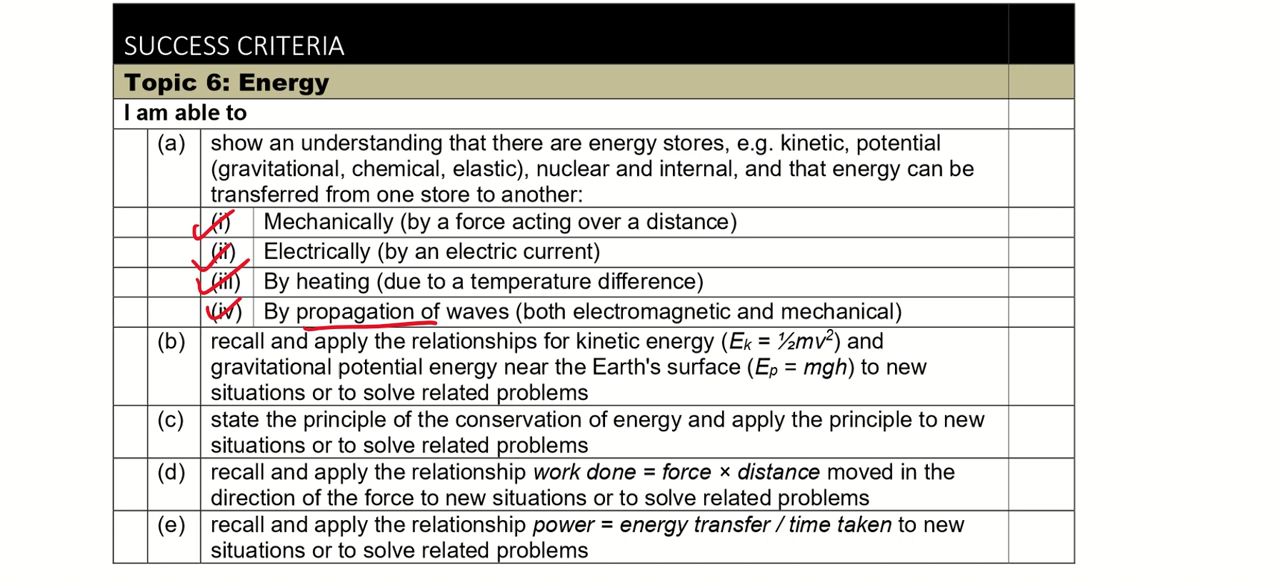 SUCCESS CRITERIA
Topic 6: Energy
I am able to
(a) show an understanding that there are energy stores, e.g. kinetic, potential
(gravitational, chemical, elastic), nuclear and internal, and that energy can be
transferred from one store to another:
(i) Mechanically (by a force acting over a distance)
(ii) Electrically (by an electric current)
(iii) By heating (due to a temperature difference)
(iv) By propagation of waves (both electromagnetic and mechanical)
(b) recall and apply the relationships for kinetic energy (Eₖ = ½mv²) and
gravitational potential energy near the Earth's surface (Eₚ = mgh) to new
situations or to solve related problems
(c) state the principle of the conservation of energy and apply the principle to new
situations or to solve related problems
(d) recall and apply the relationship work done = force × distance moved in the
direction of the force to new situations or to solve related problems
(e) recall and apply the relationship power = energy transfer / time taken to new
situations or to solve related problems